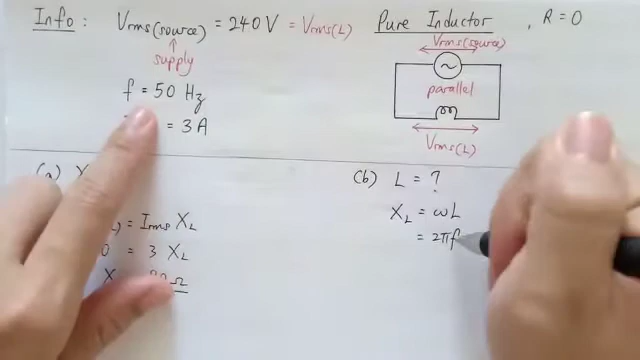 Info : Vrms(source) = 240 V = Vrms(L)
supply
f = 50 Hz
= 3 A
Pure Inductor , R = 0
Vrms(source)
parallel
Vrms(L)
(a) X
= Irms XL
0 = 3 XL
X Ω
(b) L = ?
XL = ωL
= 2πf